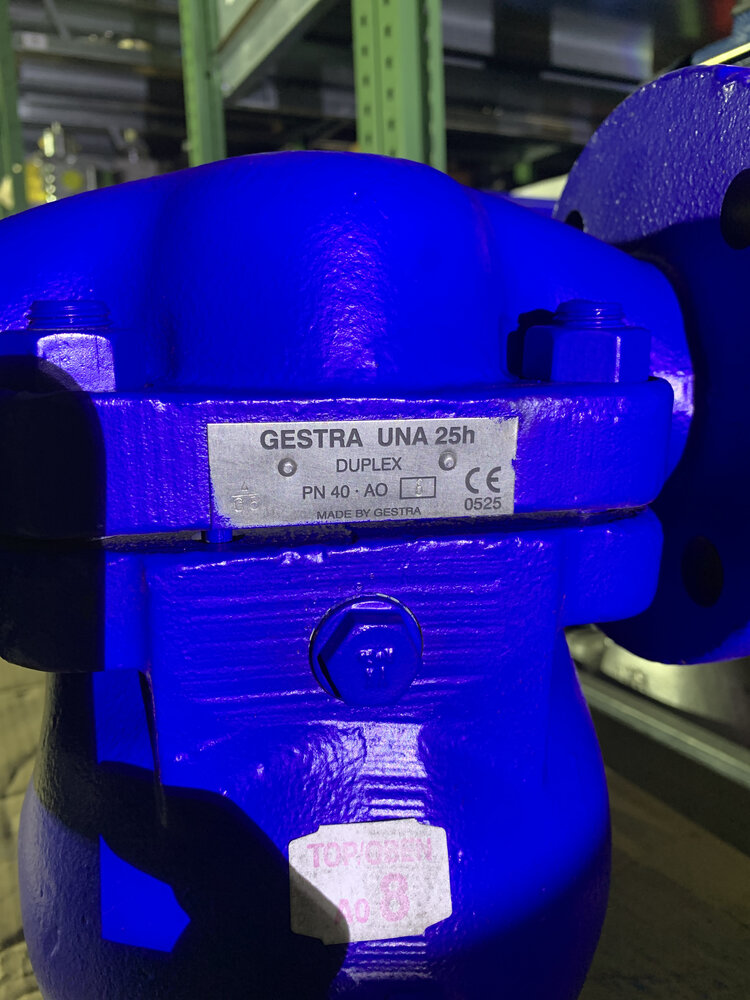 GESTRA UNA 25h
DUPLEX
PN 40 · AO
CE
0525
MADE BY GESTRA
TOP/OBEN
AO 8